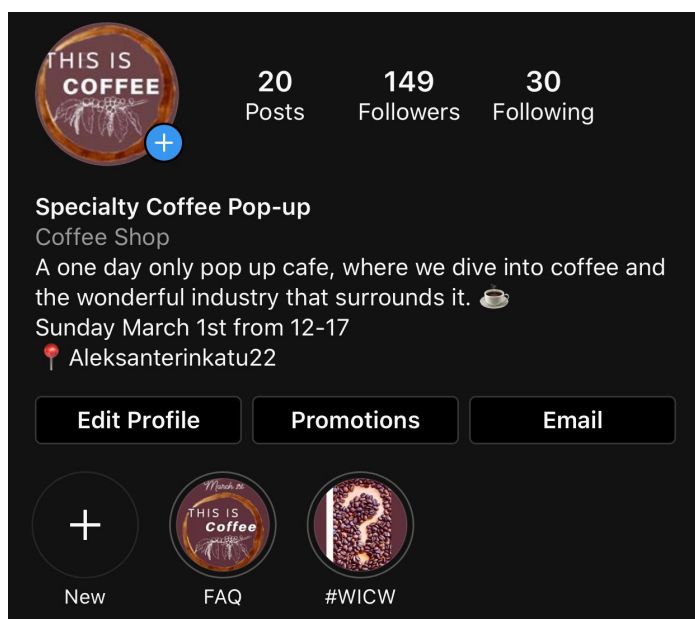 THIS IS
COFFEE
20
Posts
149
Followers
30
Following
Specialty Coffee Pop-up
Coffee Shop
A one day only pop up cafe, where we dive into coffee and
the wonderful industry that surrounds it. ☕
Sunday March 1st from 12-17
📍 Aleksanterinkatu22
Edit Profile
Promotions
Email
March 1st
THIS IS
Coffee
?
New
FAQ
#WICW